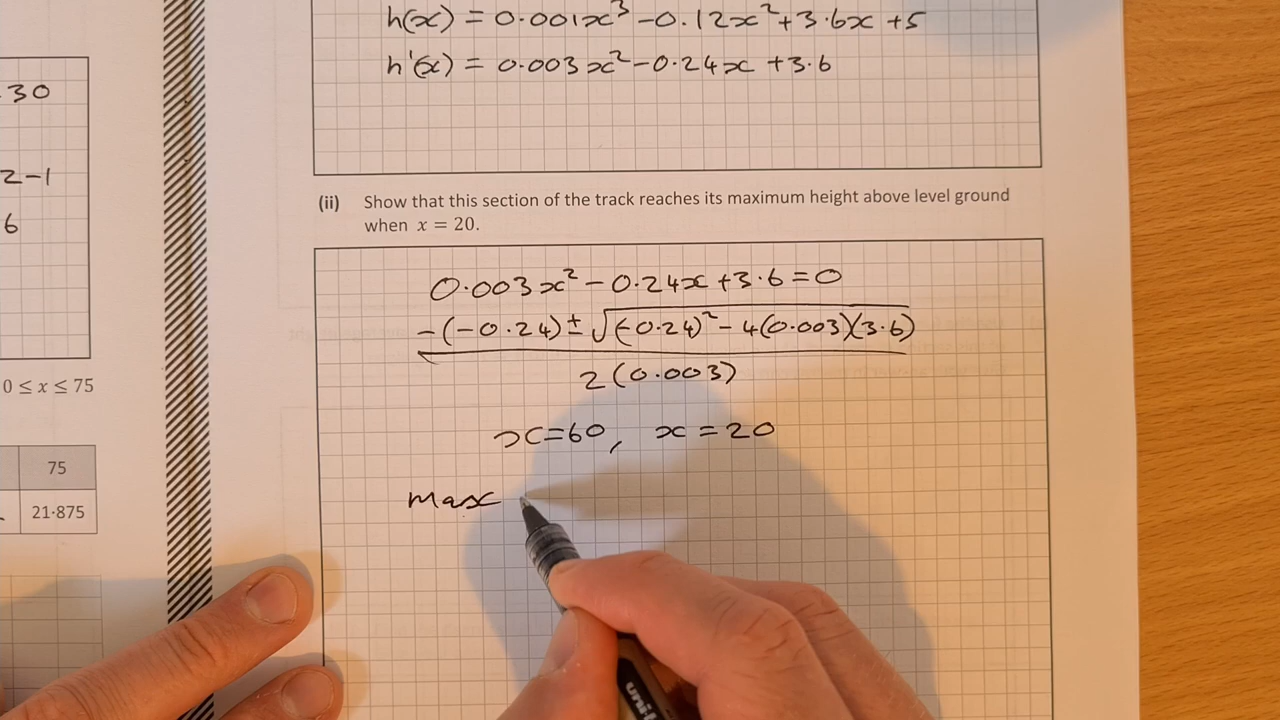 h(x) = 0.001x³ - 0.12x² + 3.6x + 5
h'(x) = 0.003x² - 0.24x + 3.6
30
2-1
6
0 ≤ x ≤ 75
75
21·875
(ii) Show that this section of the track reaches its maximum height above level ground
when x = 20.
0.003x² - 0.24x + 3.6 = 0
-(-0.24) ± √(-0.24)² - 4(0.003)(3.6)
2(0.003)
x=60, x = 20
Max
uni